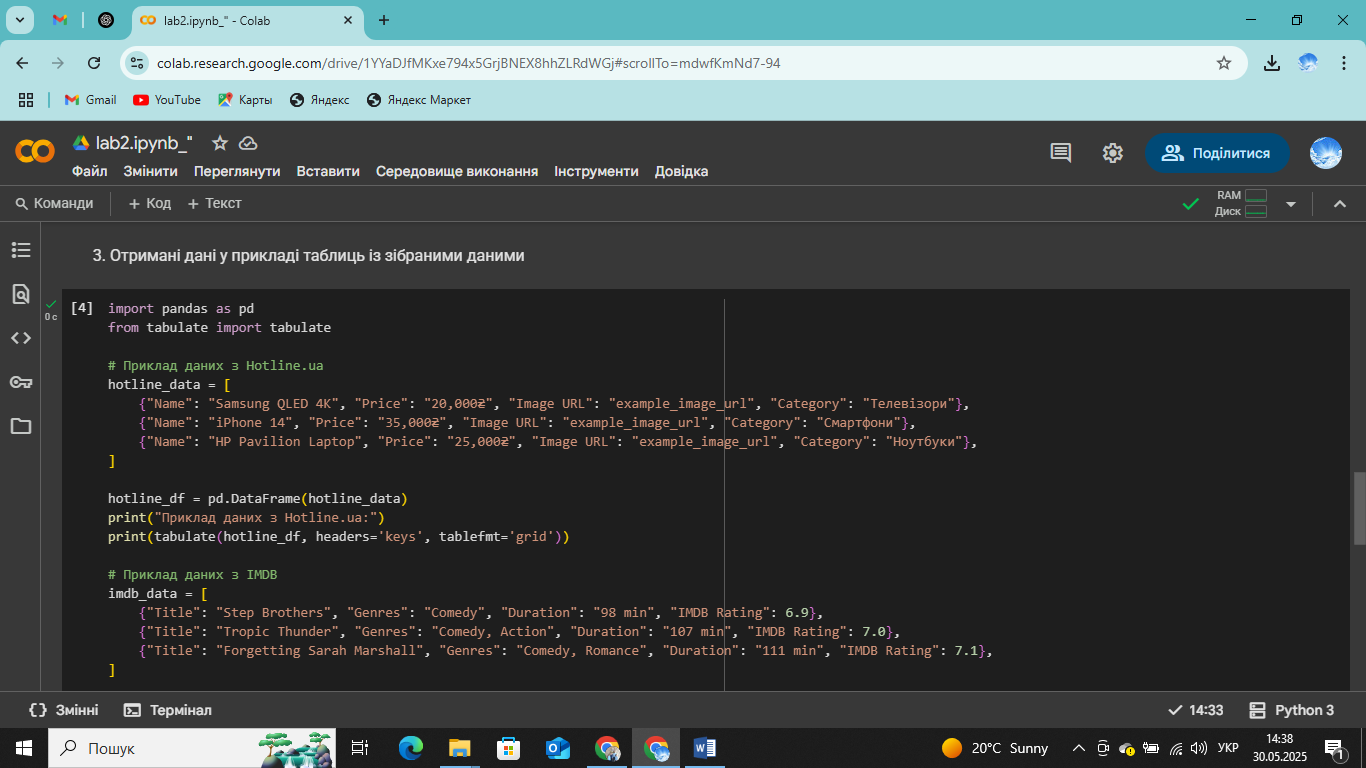 lab2.ipynb_" - Colab
colab.research.google.com/drive/1YYaDJfMKxe794x5GrjBNEX8hhZLRdWGj#scrollTo=mdwfKmNd7-94
Gmail YouTube Карты Яндекс Яндекс Маркет
lab2.ipynb_"
Файл Змінити Переглянути Вставити Середовище виконання Інструменти Довідка
Поділитися
Команди + Код + Текст
RAM
Диск
3. Отримані дані у прикладі таблиць із зібраними даними
[4] import pandas as pd
0 с
from tabulate import tabulate
# Приклад даних з Hotline.ua
hotline_data = [
{"Name": "Samsung QLED 4K", "Price": "20,000₴", "Image URL": "example_image_url", "Category": "Телевізори"},
{"Name": "iPhone 14", "Price": "35,000₴", "Image URL": "example_image_url", "Category": "Смартфони"},
{"Name": "HP Pavilion Laptop", "Price": "25,000₴", "Image URL": "example_image_url", "Category": "Ноутбуки"},
]
hotline_df = pd.DataFrame(hotline_data)
print("Приклад даних з Hotline.ua:")
print(tabulate(hotline_df, headers='keys', tablefmt='grid'))
# Приклад даних з IMDB
imdb_data = [
{"Title": "Step Brothers", "Genres": "Comedy", "Duration": "98 min", "IMDB Rating": 6.9},
{"Title": "Tropic Thunder", "Genres": "Comedy, Action", "Duration": "107 min", "IMDB Rating": 7.0},
{"Title": "Forgetting Sarah Marshall", "Genres": "Comedy, Romance", "Duration": "111 min", "IMDB Rating": 7.1},
]
Змінні Термінал 14:33 Python 3
Пошук 20°C Sunny УКР 14:38
30.05.2025 1